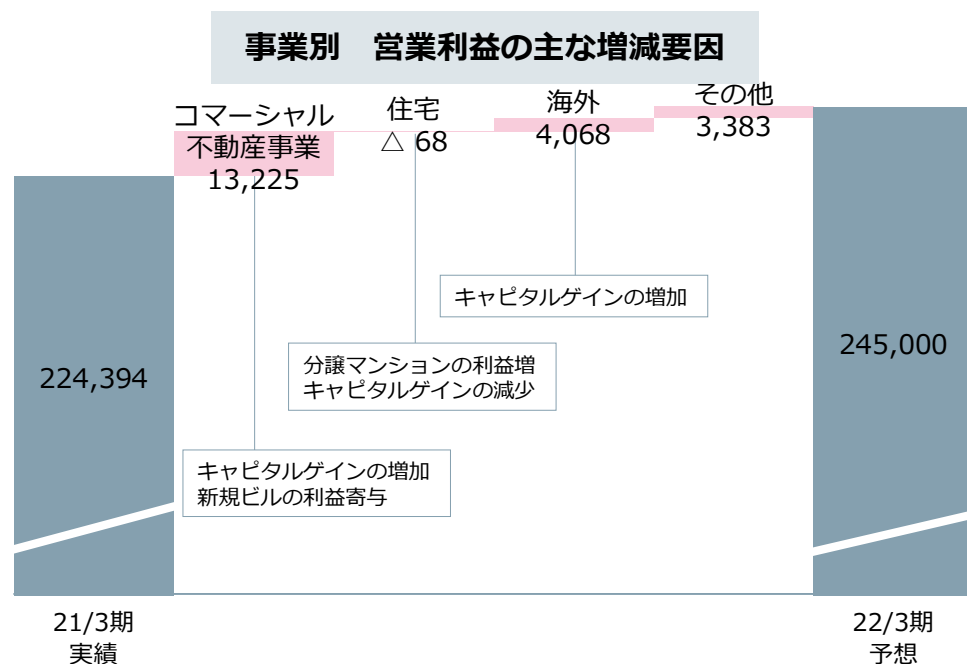 事業別　営業利益の主な増減要因
コマーシャル
不動産事業
13,225
住宅
△ 68
海外
4,068
その他
3,383
キャピタルゲインの増加
分譲マンションの利益増
キャピタルゲインの減少
キャピタルゲインの増加
新規ビルの利益寄与
224,394
245,000
21/3期
実績
22/3期
予想